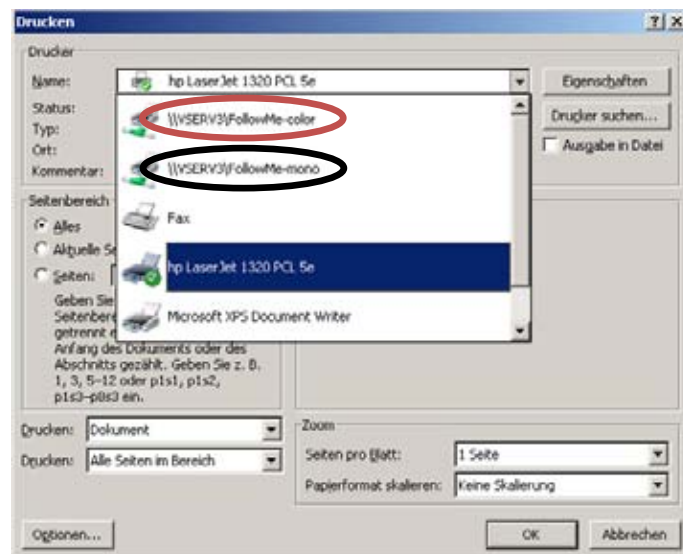 Drucken
Drucker
Name: hp LaserJet 1320 PCL 5e
Eigenschaften
Status:
\\VSERV3\FollowMe-color
Drucker suchen...
Typ:
Ort:
Ausgabe in Datei
Kommentar:
\\VSERV3\FollowMe-mono
Seitenbereich
Fax
Alles
Aktuelle Se
hp LaserJet 1320 PCL 5e
Seiten:
Geben Sie
Seitenbere
Microsoft XPS Document Writer
getrennt e
Anfang des Dokuments oder des
Abschnitts gezählt. Geben Sie z. B.
1, 3, 5–12 oder p1s1, p1s2,
p1s3–p8s3 ein.
Drucken: Dokument
Zoom
Seiten pro Blatt: 1 Seite
Drucken: Alle Seiten im Bereich
Papierformat skalieren: Keine Skalierung
Optionen...
OK
Abbrechen